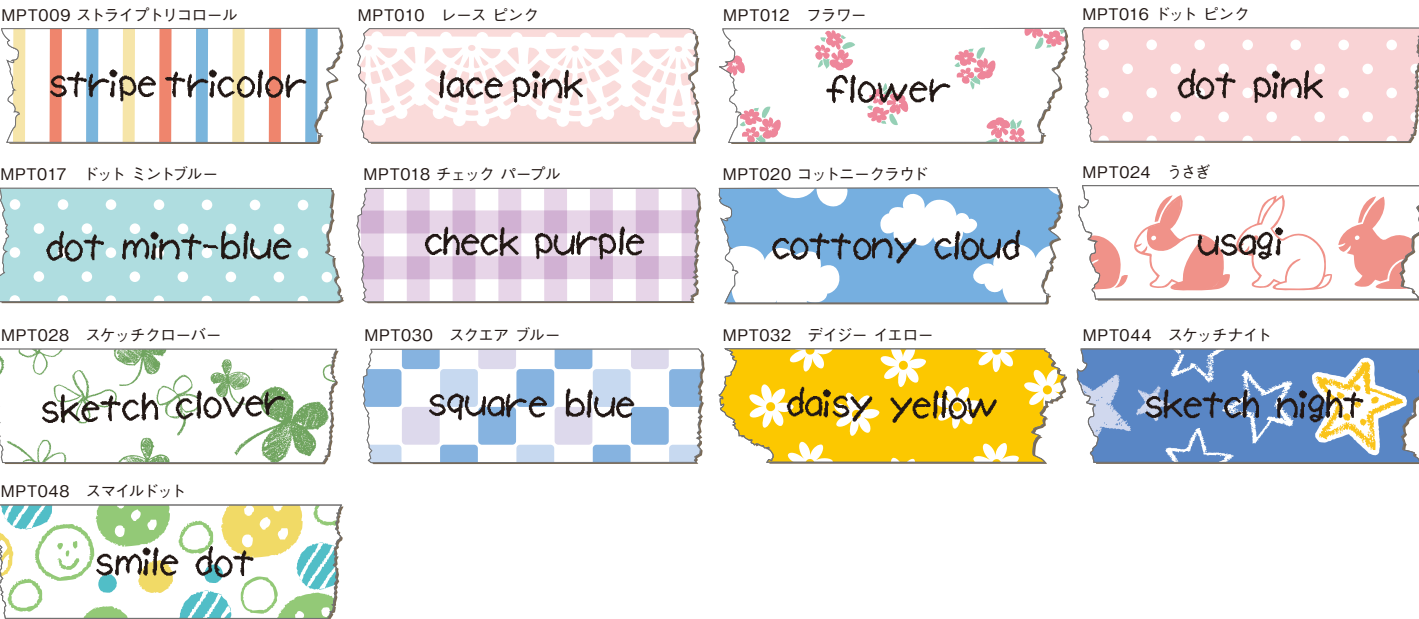 MPT009 ストライプトリコロール
stripe tricolor
MPT010 レース ピンク
lace pink
MPT012 フラワー
flower
MPT016 ドット ピンク
dot pink
MPT017 ドット ミントブルー
dot mint-blue
MPT018 チェック パープル
check purple
MPT020 コットニークラウド
cottony cloud
MPT024 うさぎ
usagi
MPT028 スケッチクローバー
sketch clover
MPT030 スクエア ブルー
square blue
MPT032 デイジー イエロー
daisy yellow
MPT044 スケッチナイト
sketch night
MPT048 スマイルドット
smile dot